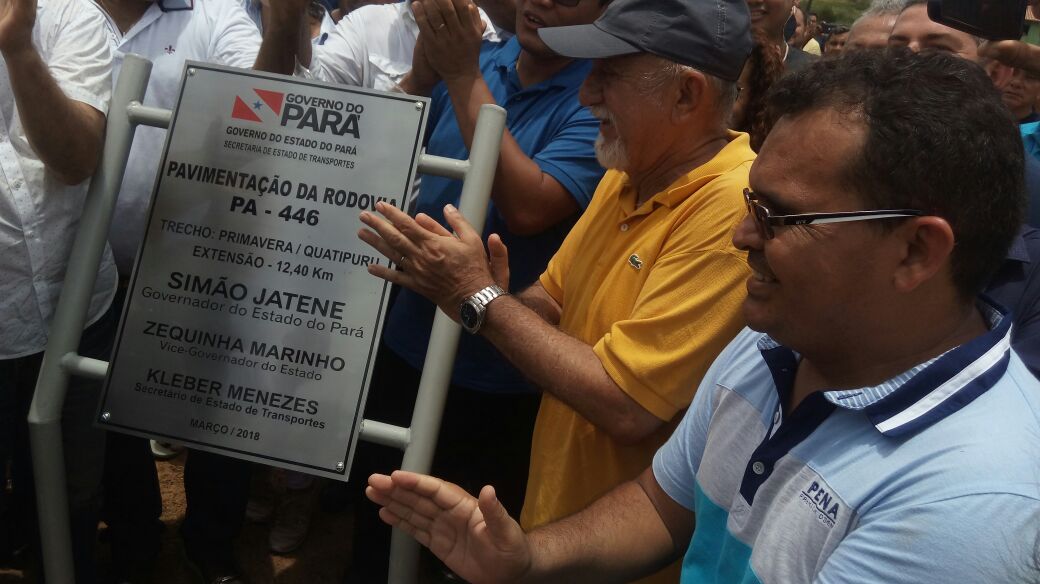 GOVERNO DO
PARÁ
GOVERNO DO ESTADO DO PARÁ
SECRETARIA DE ESTADO DE TRANSPORTES
PAVIMENTAÇÃO DA RODOVIA
PA - 446
TRECHO: PRIMAVERA / QUATIPURU
EXTENSÃO - 12,40 Km
SIMÃO JATENE
Governador do Estado do Pará
ZEQUINHA MARINHO
Vice-Governador do Estado
KLEBER MENEZES
Secretário de Estado de Transportes
MARÇO / 2018
PENA